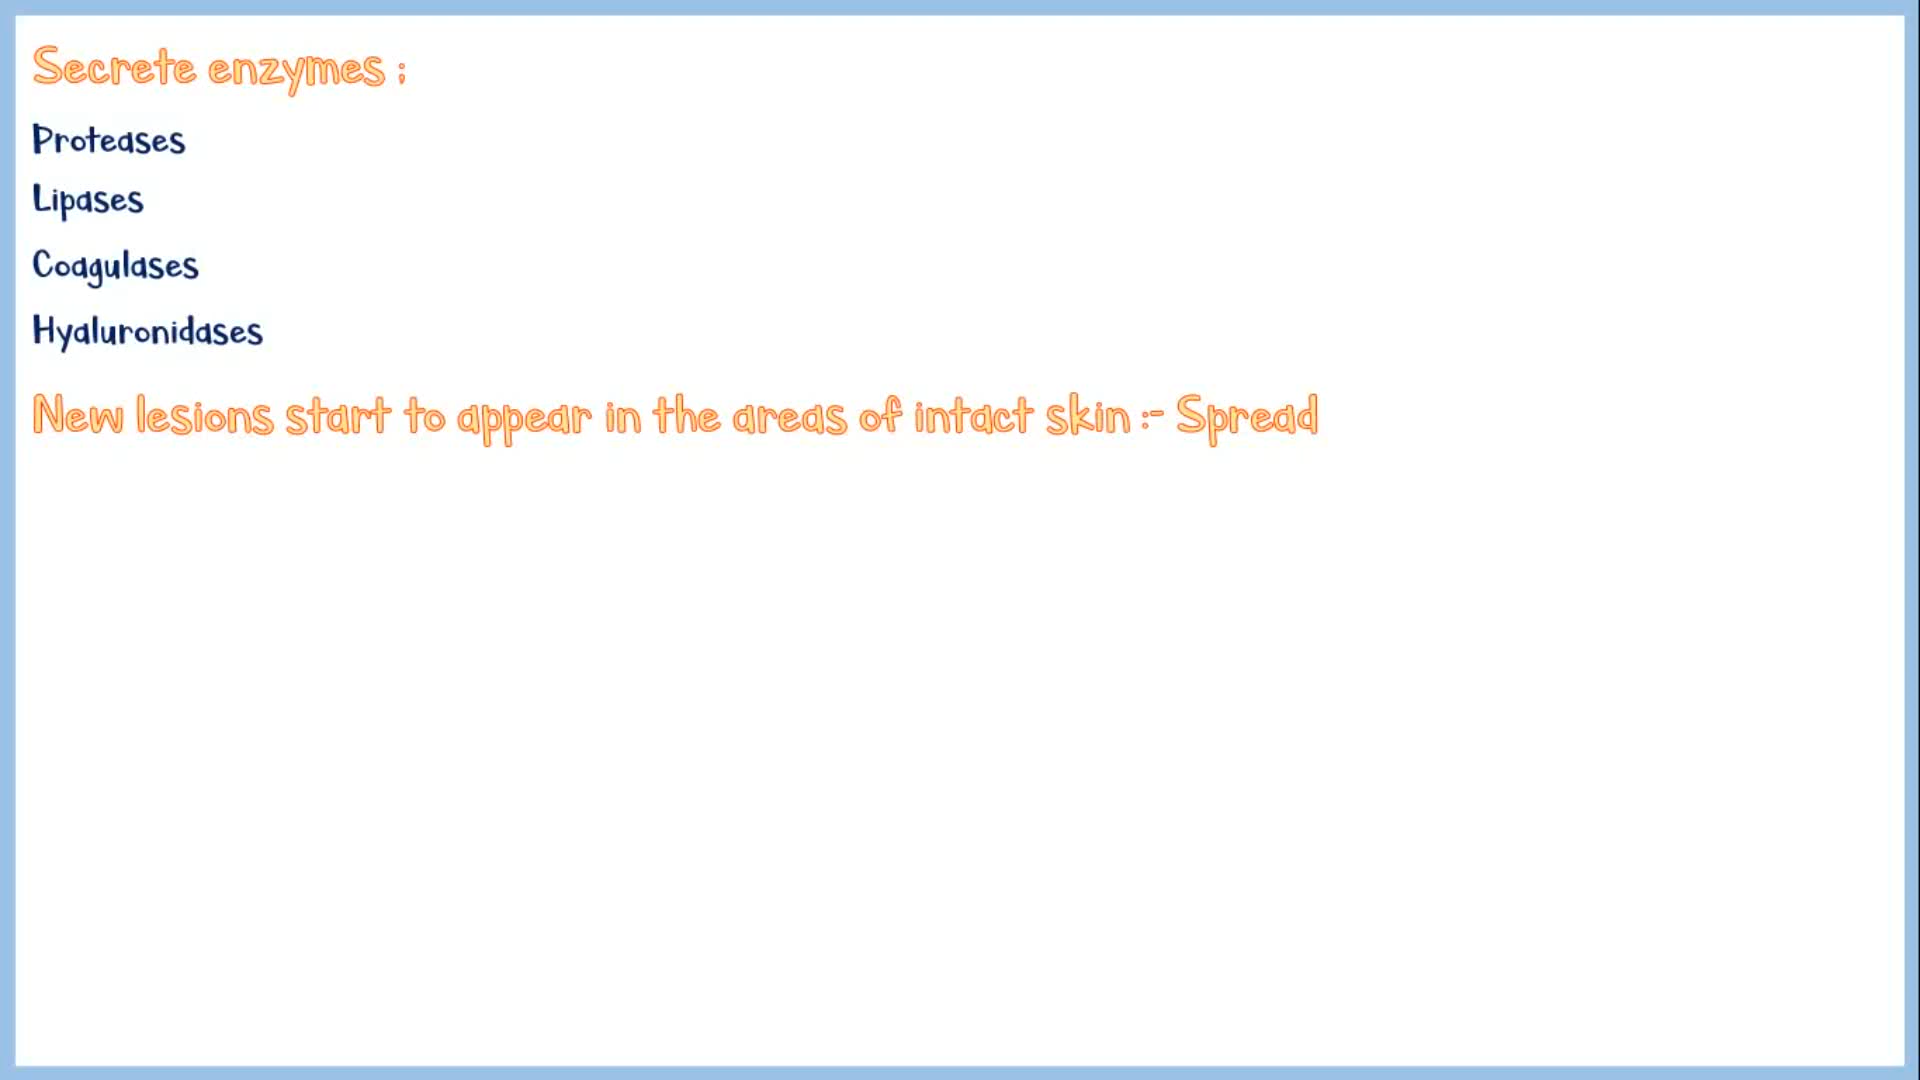 Secrete enzymes ;
Proteases
Lipases
Coagulases
Hyaluronidases
New lesions start to appear in the areas of intact skin :- Spread